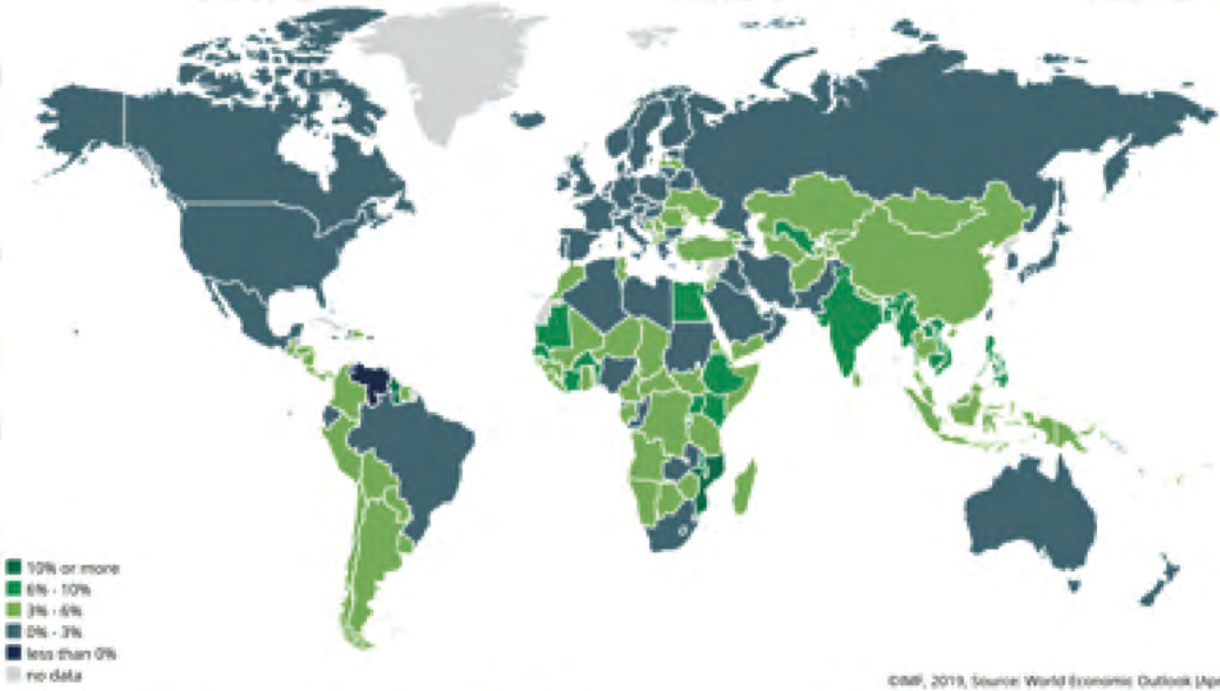 10% or more
6% - 10%
3% - 6%
0% - 3%
less than 0%
no data
©IMF, 2019, Source: World Economic Outlook (Apr